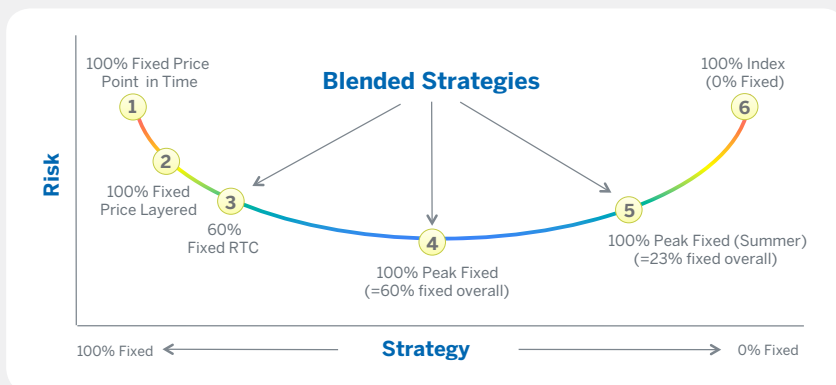 100% Fixed Price
Point in Time
1
2
100% Fixed
Price Layered
3
60%
Fixed RTC
Blended Strategies
4
100% Peak Fixed
(=60% fixed overall)
5
100% Peak Fixed (Summer)
(=23% fixed overall)
100% Index
(0% Fixed)
6
Risk
100% Fixed
Strategy
0% Fixed